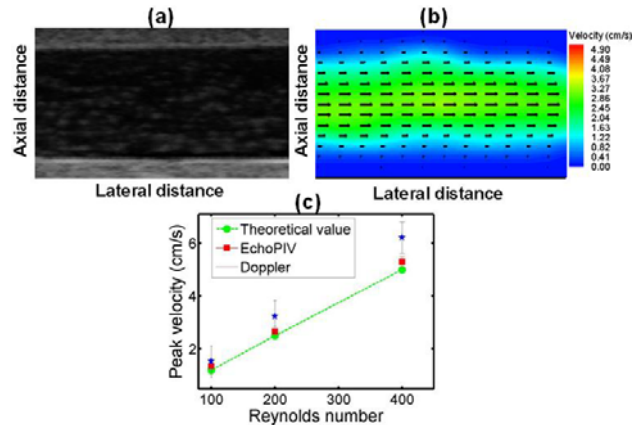 (a)
Axial distance
Lateral distance
(b)
Axial distance
Lateral distance
Velocity (cm/s)
4.90
4.49
4.08
3.67
3.27
2.86
2.45
2.04
1.63
1.22
0.82
0.41
0.00
(c)
Peak velocity (cm/s)
6
4
2
Theoretical value
EchoPIV
Doppler
100
200
300
400
Reynolds number